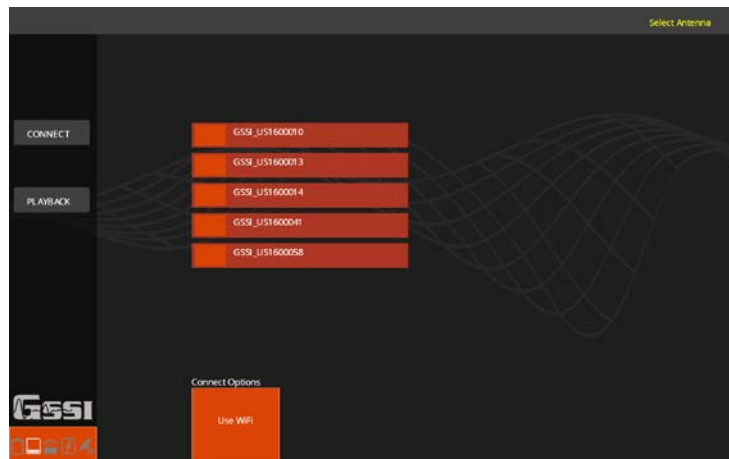 Select Antenna
CONNECT
PLAYBACK
GSSI_US1600010
GSSI_US1600013
GSSI_US1600014
GSSI_US1600041
GSSI_US1600058
Connect Options
Use WiFi
GSSI